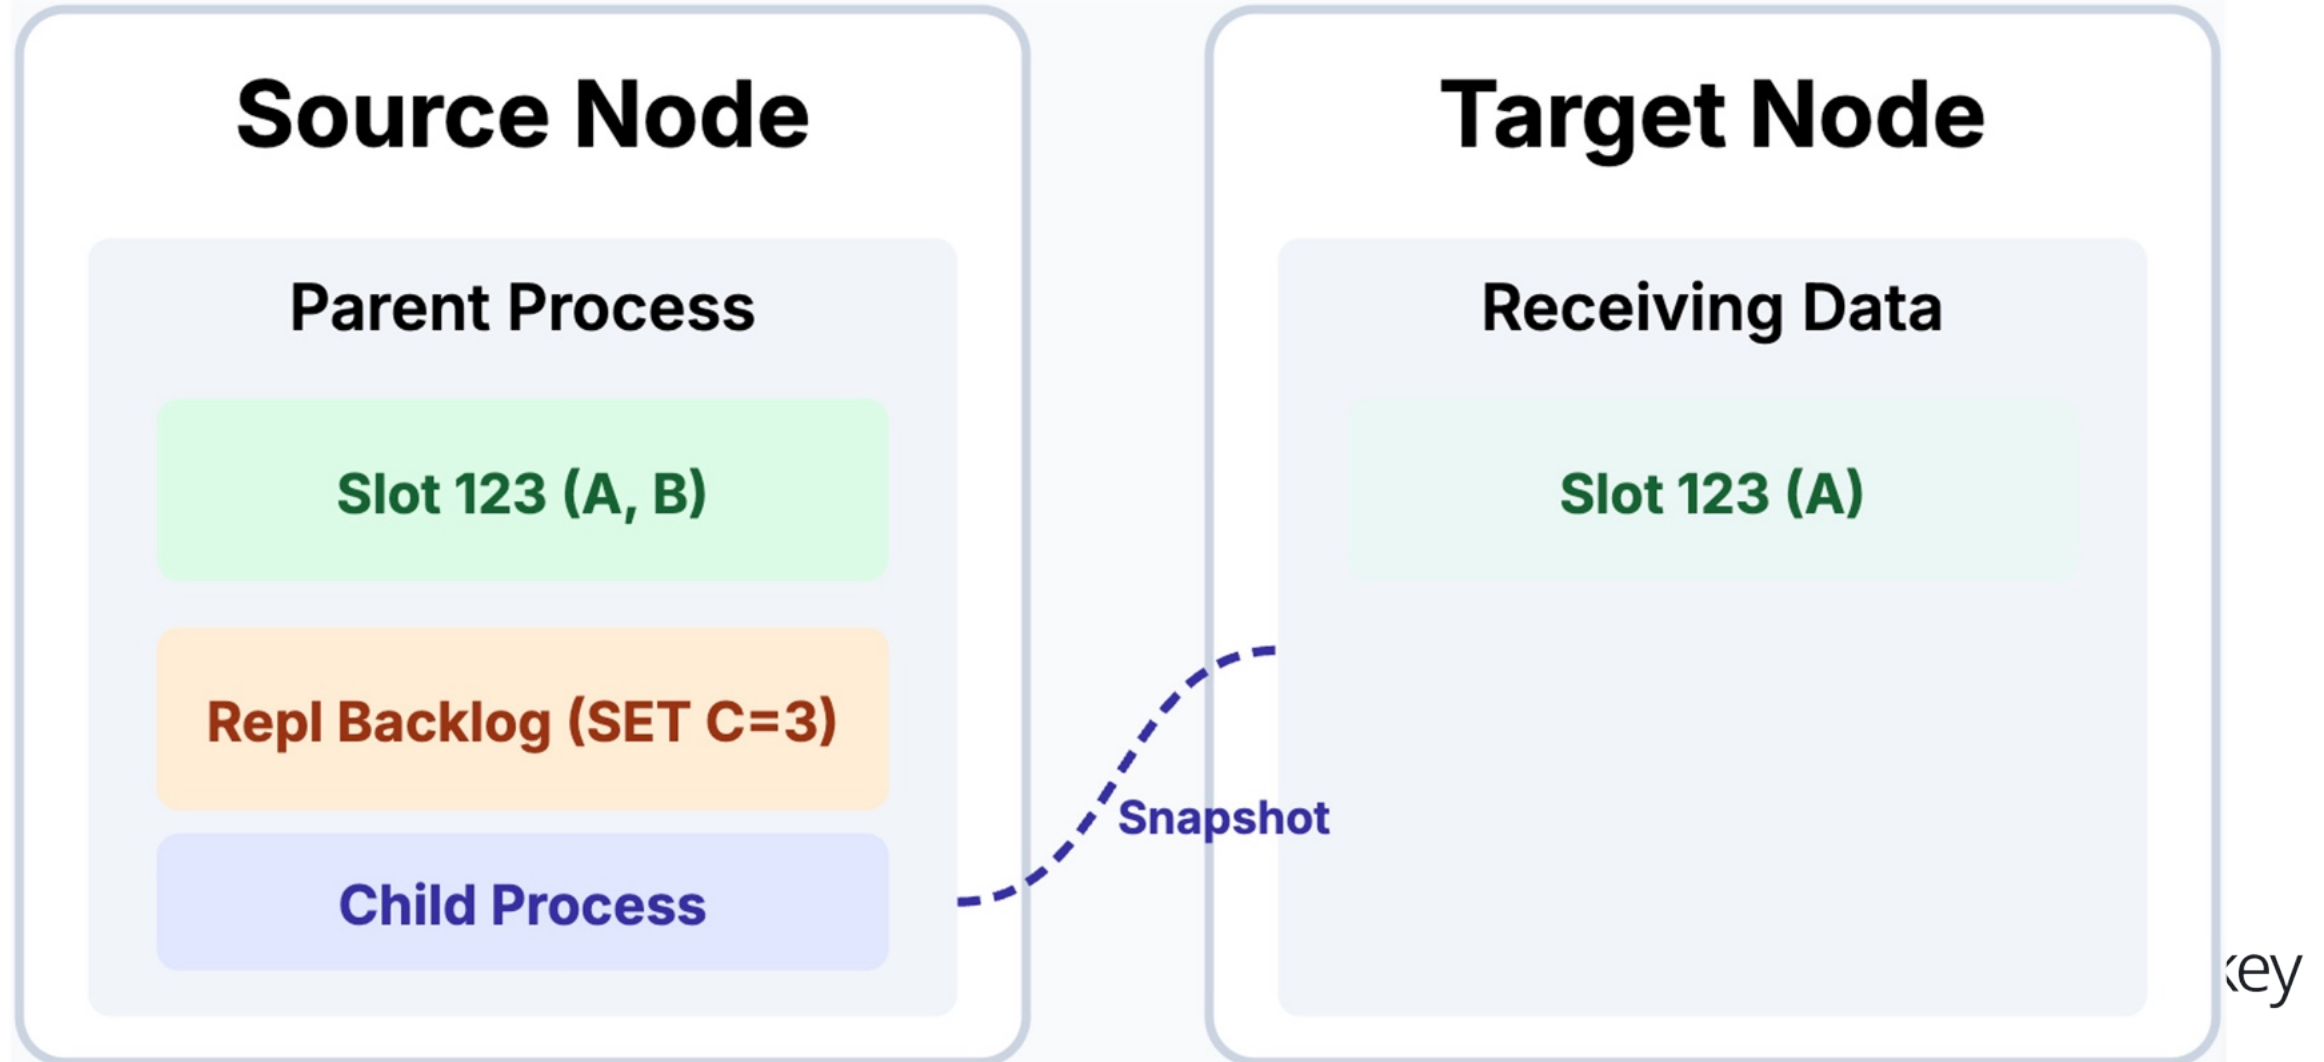 Source Node
Parent Process
Slot 123 (A, B)
Repl Backlog (SET C=3)
Child Process
Snapshot
Target Node
Receiving Data
Slot 123 (A)
key